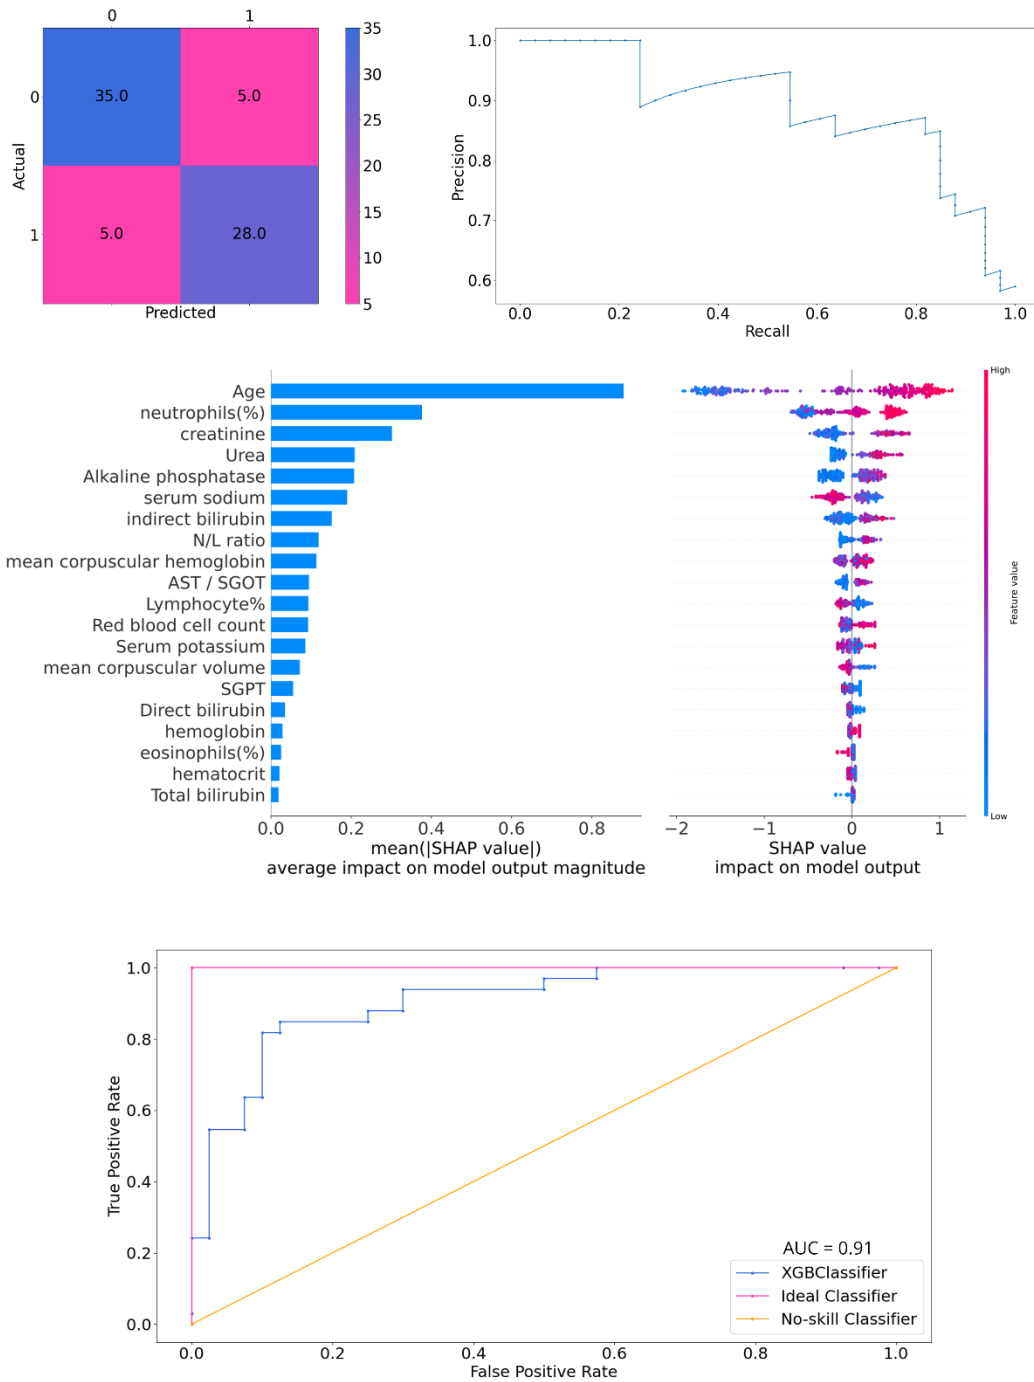 0 1
35
35.0 5.0
0
30
25
Actual
20
15
5.0 28.0
1
10
5
Predicted
1.0
0.9
Precision
0.8
0.7
0.6
0.0 0.2 0.4 0.6 0.8 1.0
Recall
Age
neutrophils(%)
creatinine
Urea
Alkaline phosphatase
serum sodium
indirect bilirubin
N/L ratio
mean corpuscular hemoglobin
AST / SGOT
Lymphocyte%
Red blood cell count
Serum potassium
mean corpuscular volume
SGPT
Direct bilirubin
hemoglobin
eosinophils(%)
hematocrit
Total bilirubin
0.0 0.2 0.4 0.6 0.8
mean(|SHAP value|)
average impact on model output magnitude
−2 −1 0 1
SHAP value
impact on model output
High
Feature value
Low
1.0
0.8
0.6
True Positive Rate
0.4
0.2
0.0
AUC = 0.91
XGBClassifier
Ideal Classifier
No-skill Classifier
0.0 0.2 0.4 0.6 0.8 1.0
False Positive Rate